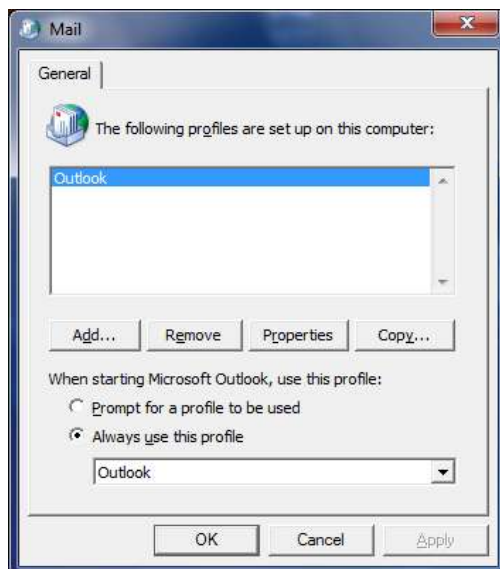 Mail
General
The following profiles are set up on this computer:
Outlook
Add... Remove Properties Copy...
When starting Microsoft Outlook, use this profile:
Prompt for a profile to be used
Always use this profile
Outlook
OK Cancel Apply